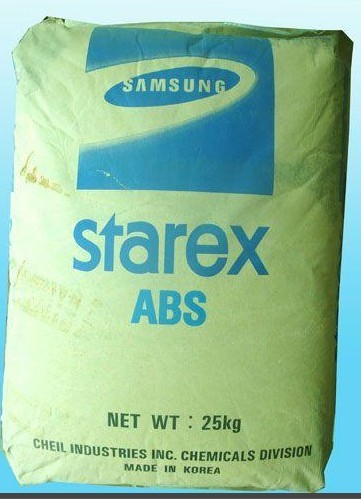 SAMSUNG
starex
ABS
NET WT : 25kg
CHEIL INDUSTRIES INC. CHEMICALS DIVISION
MADE IN KOREA